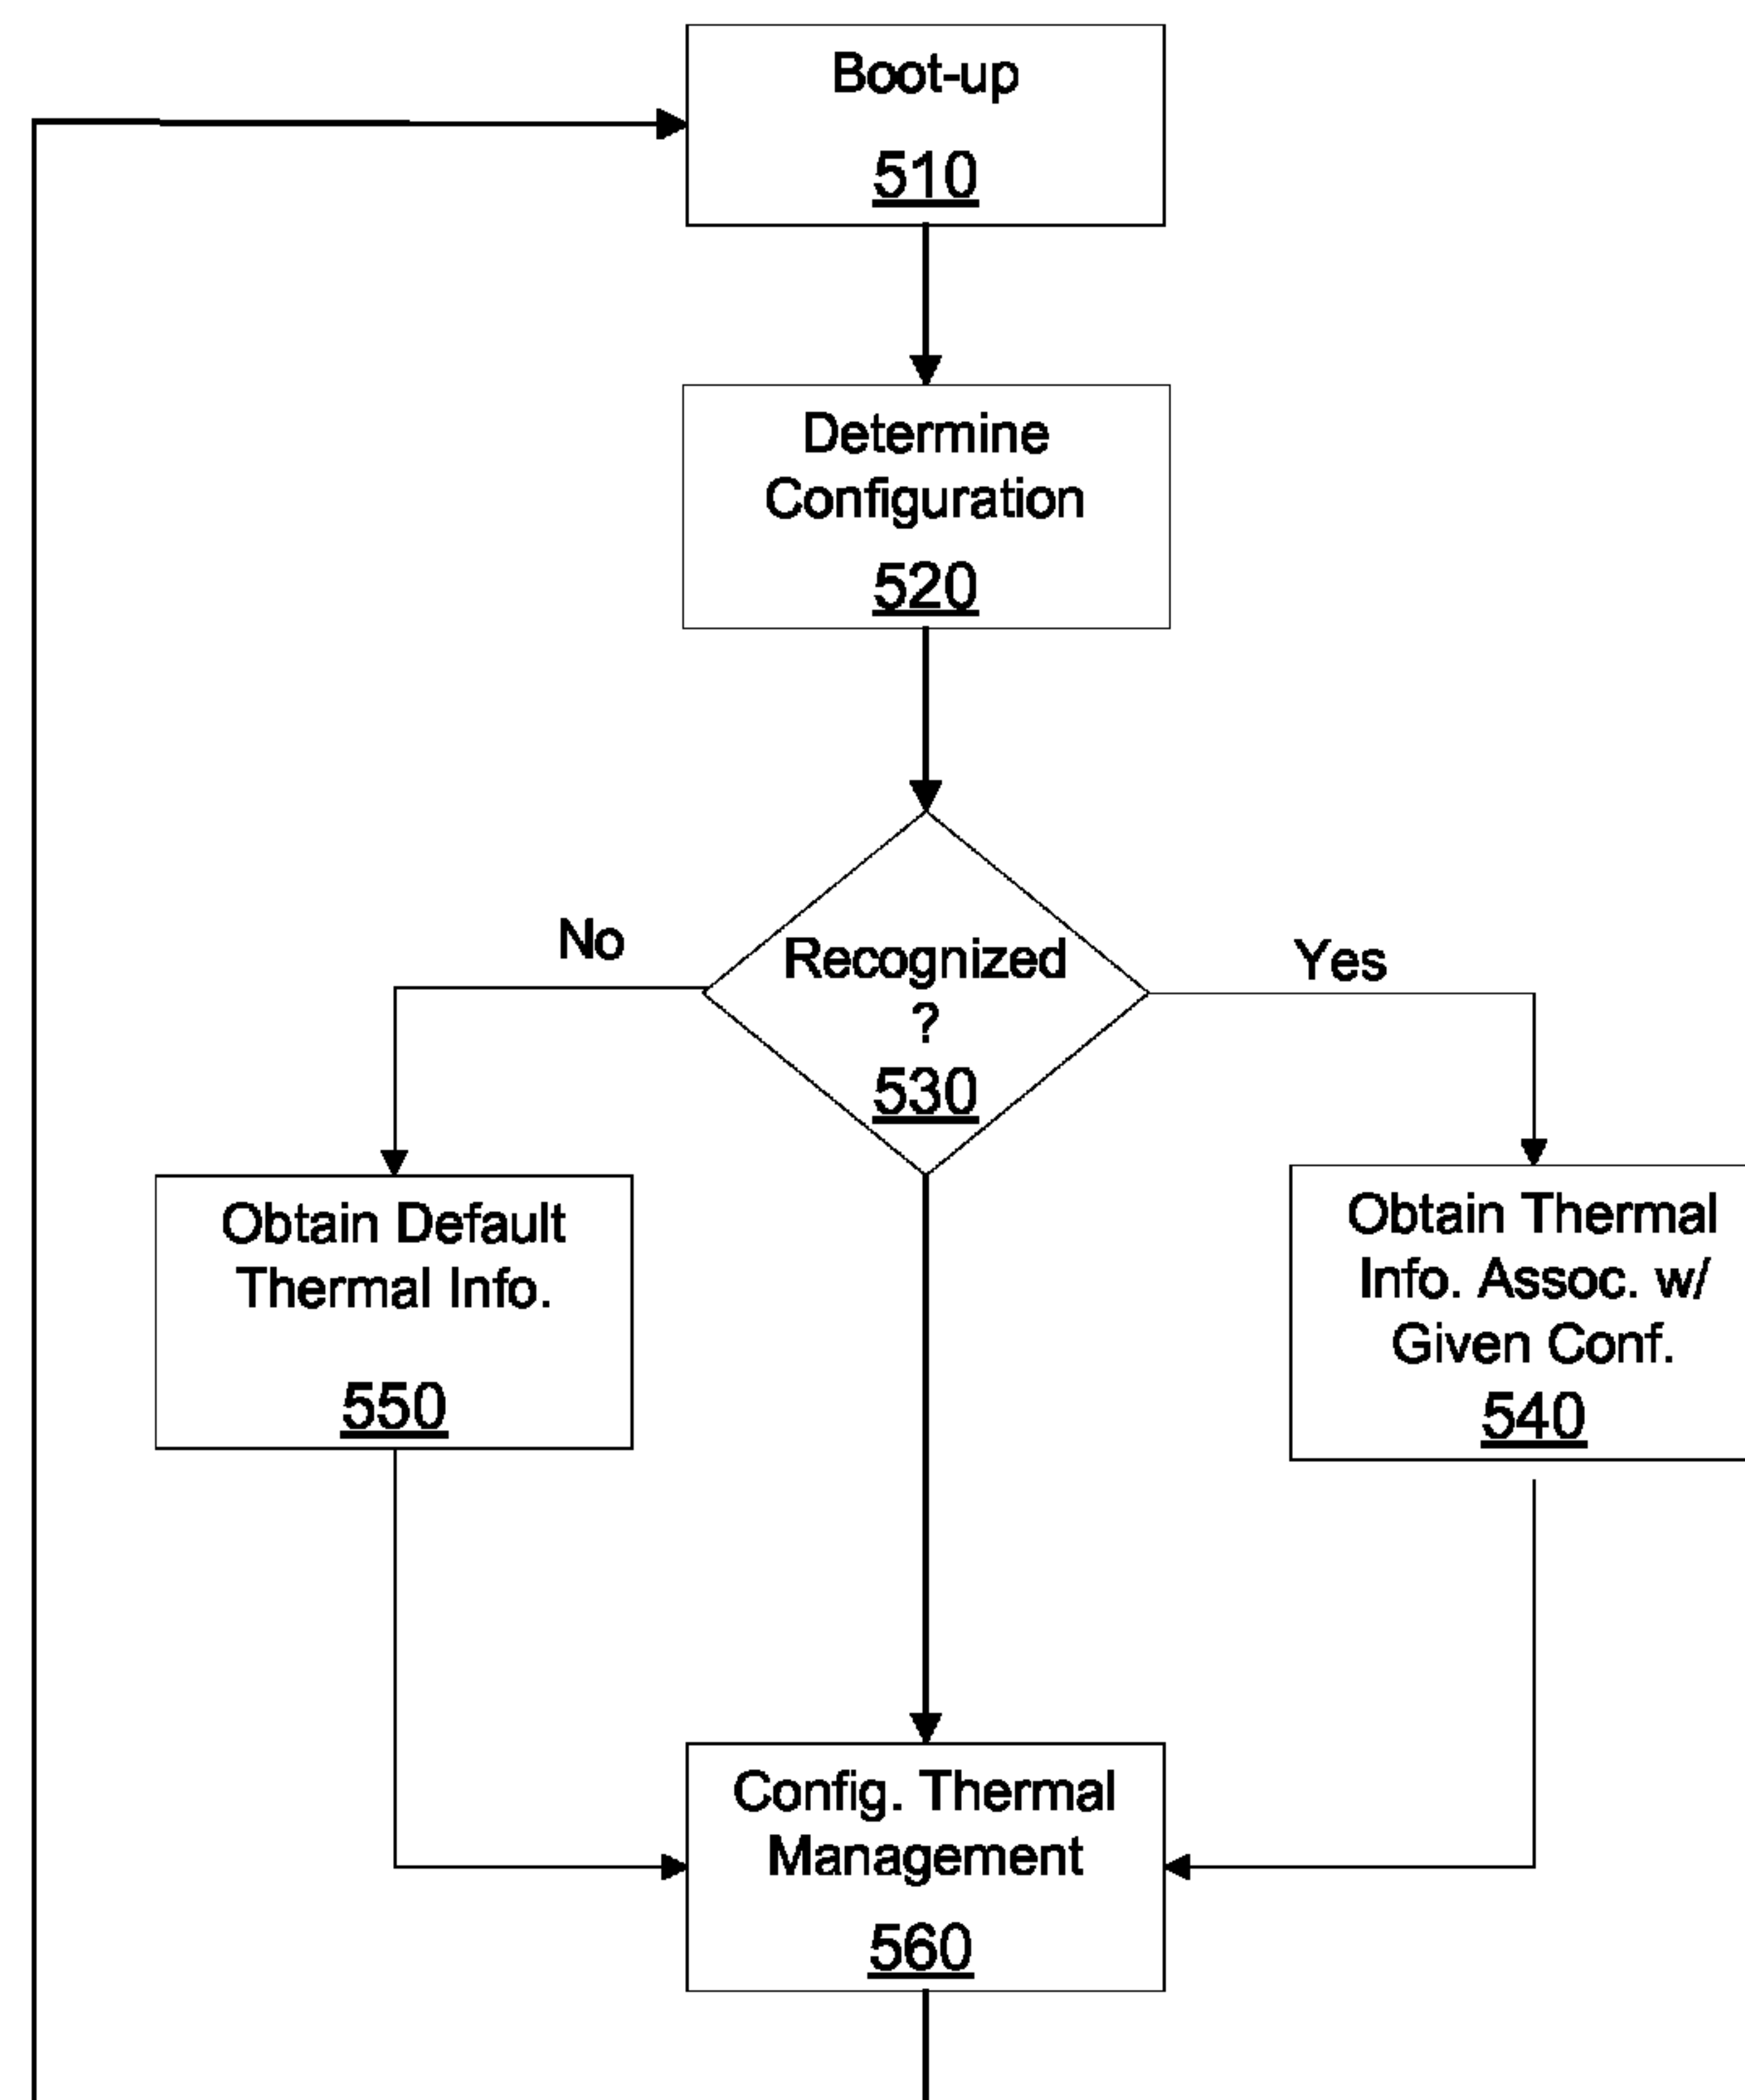 Boot-up
510
Determine
Configuration
520
No
Recognized
?
530
Yes
Obtain Default
Thermal Info.
550
Obtain Thermal
Info. Assoc. w/
Given Conf.
540
Config. Thermal
Management
560